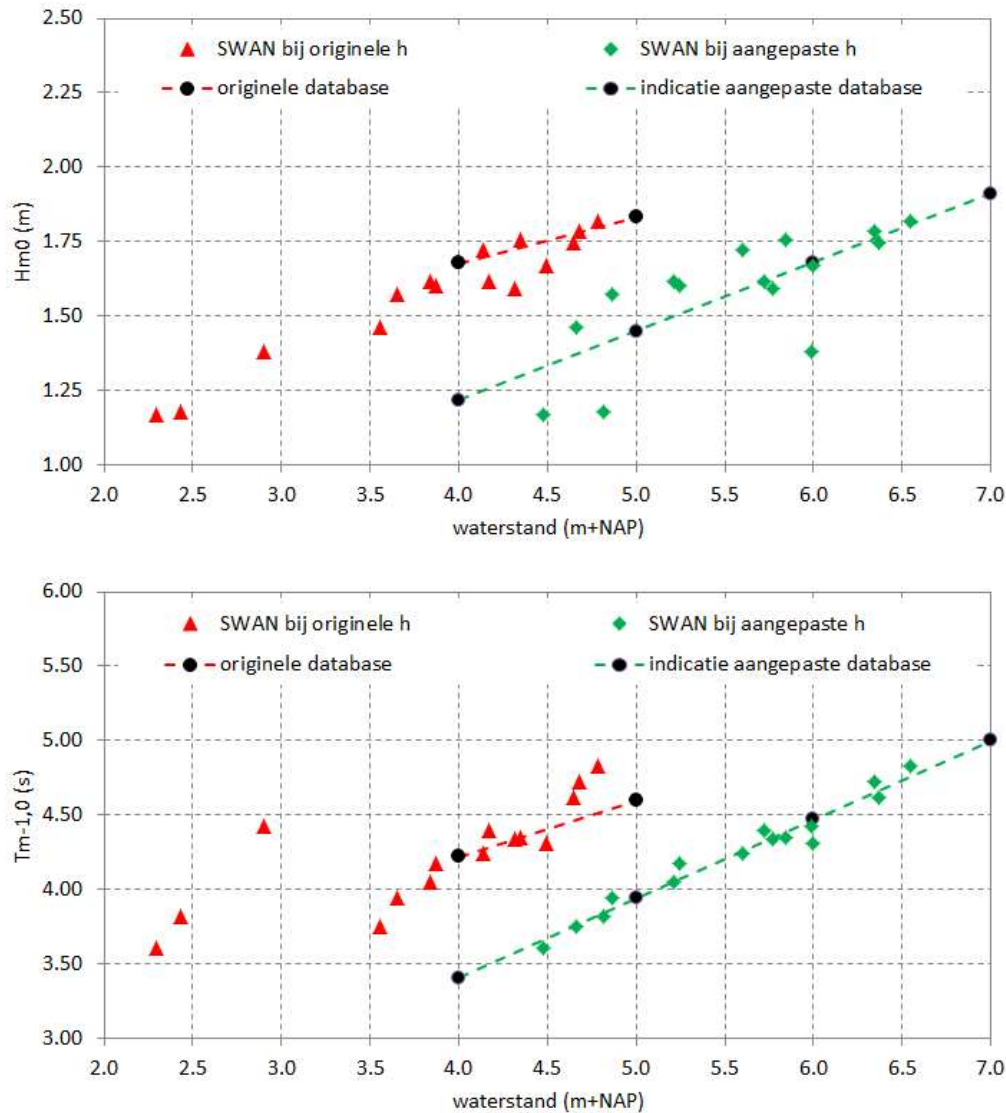 2.50
SWAN bij originele h SWAN bij aangepaste h
originele database indicatie aangepaste database
2.25
2.00
Hm0 (m)
1.75
1.50
1.25
1.00
2.0 2.5 3.0 3.5 4.0 4.5 5.0 5.5 6.0 6.5 7.0
waterstand (m+NAP)
6.00
SWAN bij originele h SWAN bij aangepaste h
originele database indicatie aangepaste database
5.50
5.00
Tm-1,0 (s)
4.50
4.00
3.50
3.00
2.0 2.5 3.0 3.5 4.0 4.5 5.0 5.5 6.0 6.5 7.0
waterstand (m+NAP)